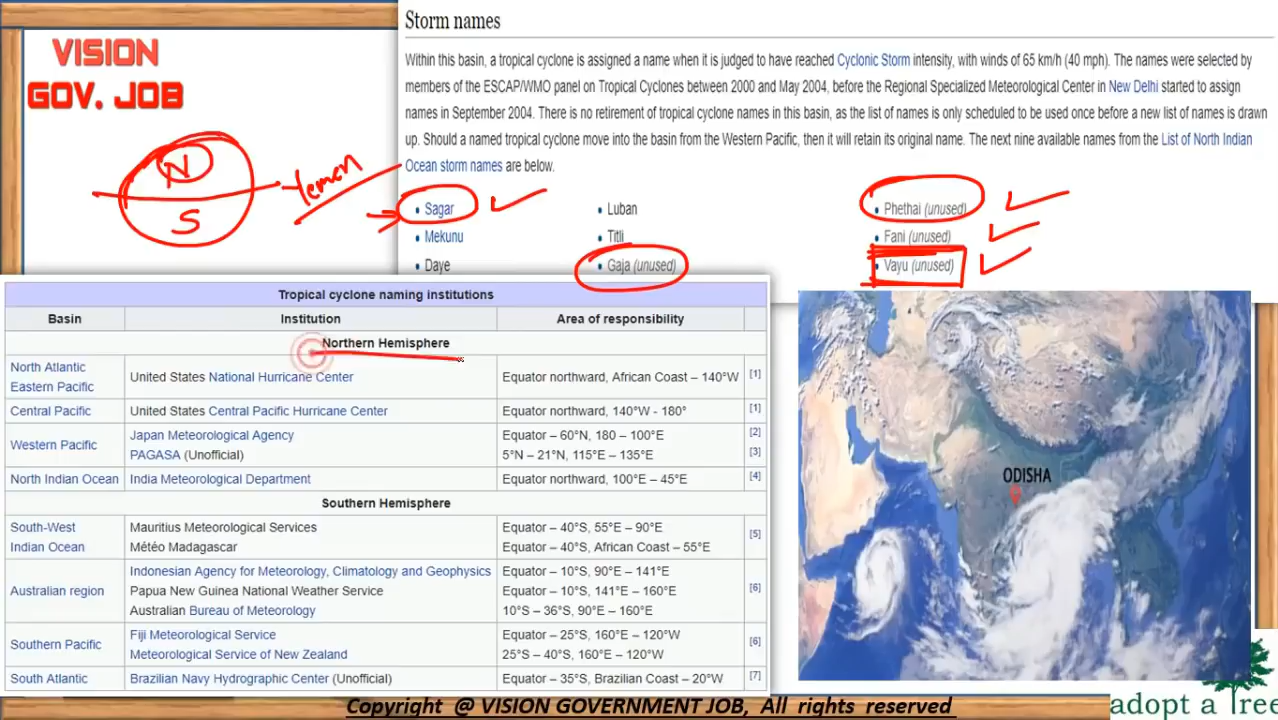 VISION
GOV. JOB
N
S
Yemen
Storm names
Within this basin, a tropical cyclone is assigned a name when it is judged to have reached Cyclonic Storm intensity, with winds of 65 km/h (40 mph). The names were selected by
members of the ESCAP/WMO panel on Tropical Cyclones between 2000 and May 2004, before the Regional Specialized Meteorological Center in New Delhi started to assign
names in September 2004. There is no retirement of tropical cyclone names in this basin, as the list of names is only scheduled to be used once before a new list of names is drawn
up. Should a named tropical cyclone move into the basin from the Western Pacific, then it will retain its original name. The next nine available names from the List of North Indian
Ocean storm names are below.
• Sagar • Luban • Phethai (unused)
• Mekunu • Titli • Fani (unused)
• Daye • Gaja (unused) • Vayu (unused)
Tropical cyclone naming institutions
Basin Institution Area of responsibility
Northern Hemisphere
North Atlantic
Eastern Pacific
United States National Hurricane Center Equator northward, African Coast – 140°W [1]
Central Pacific United States Central Pacific Hurricane Center Equator northward, 140°W - 180° [1]
Western Pacific
Japan Meteorological Agency Equator – 60°N, 180 – 100°E [2]
PAGASA (Unofficial) 5°N – 21°N, 115°E – 135°E [3]
North Indian Ocean India Meteorological Department Equator northward, 100°E – 45°E [4]
Southern Hemisphere
South-West
Indian Ocean
Mauritius Meteorological Services Equator – 40°S, 55°E – 90°E [5]
Météo Madagascar Equator – 40°S, African Coast – 55°E
Australian region
Indonesian Agency for Meteorology, Climatology and Geophysics Equator – 10°S, 90°E – 141°E [6]
Papua New Guinea National Weather Service Equator – 10°S, 141°E – 160°E
Australian Bureau of Meteorology 10°S – 36°S, 90°E – 160°E
Southern Pacific
Fiji Meteorological Service Equator – 25°S, 160°E – 120°W [6]
Meteorological Service of New Zealand 25°S – 40°S, 160°E – 120°W
South Atlantic Brazilian Navy Hydrographic Center (Unofficial) Equator – 35°S, Brazilian Coast – 20°W [7]
ODISHA
Copyright @ VISION GOVERNMENT JOB, All rights reserved
adopt a Tree